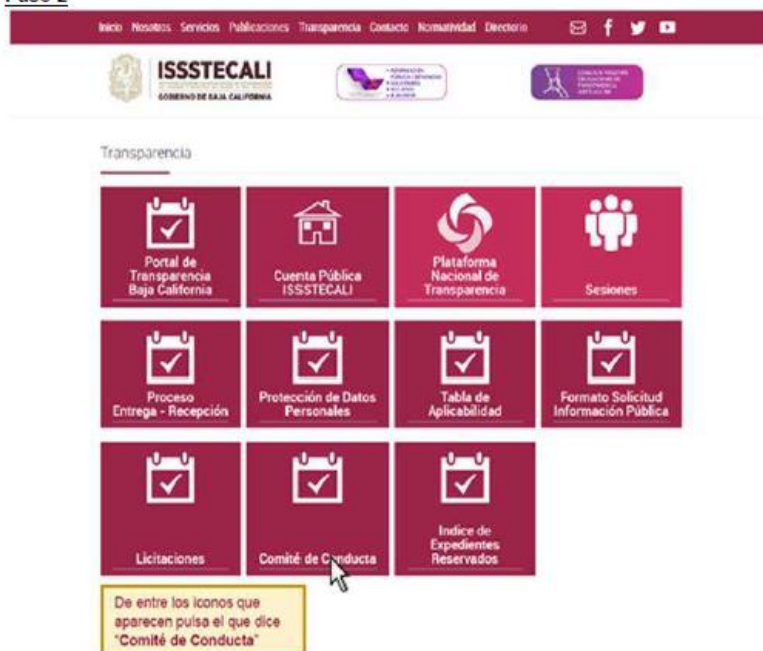 Paso 2
Inicio Nosotros Servicios Publicaciones Transparencia Contacto Normatividad Directorio
ISSSTECALI
GOBIERNO DE BAJA CALIFORNIA
Transparencia
Portal de
Transparencia
Baja California
Cuenta Pública
ISSSTECALI
Plataforma
Nacional de
Transparencia
Sesiones
Proceso
Entrega - Recepción
Protección de Datos
Personales
Tabla de
Aplicabilidad
Formato Solicitud
Información Pública
Licitaciones
Comité de Conducta
Indice de
Expedientes
Reservados
De entre los iconos que
aparecen pulsa el que dice
"Comité de Conducta"